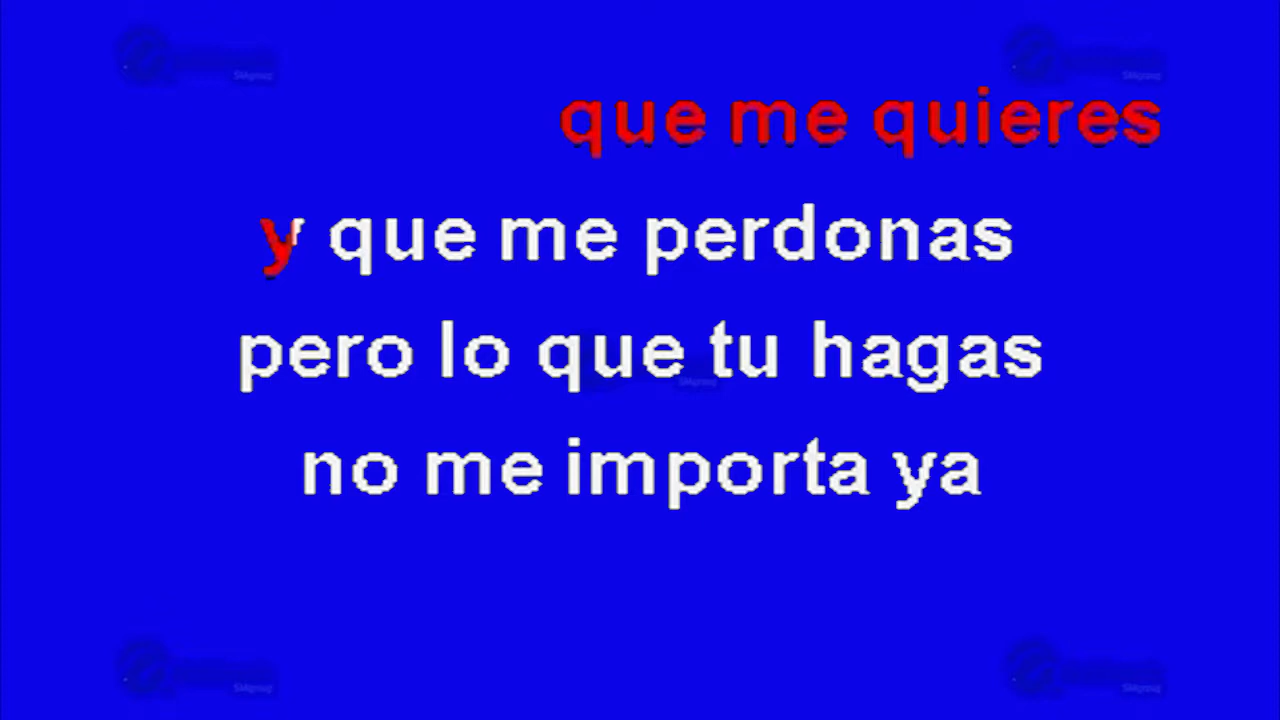 que me quieres
y que me perdonas
pero lo que tu hagas
no me importa ya